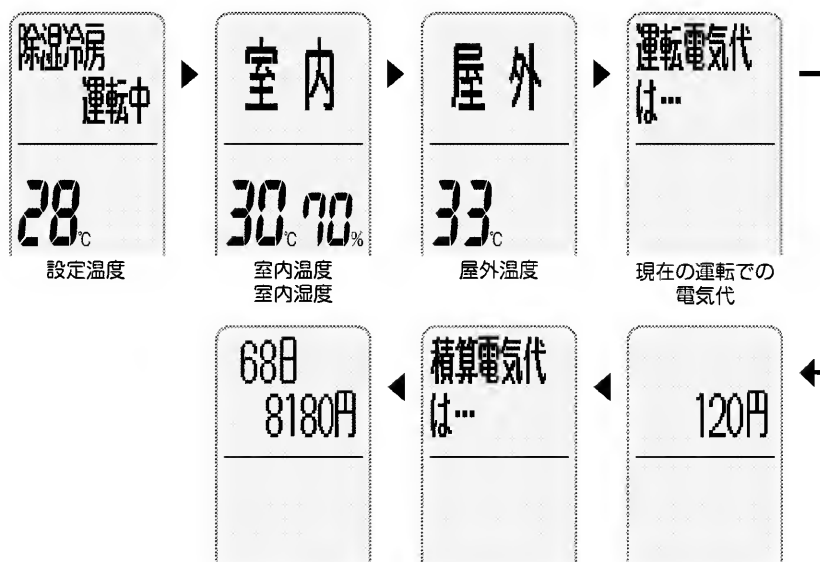 除湿冷房
運転中
28℃
設定温度
室内
30℃ 70%
室内温度
室内湿度
屋外
33℃
屋外温度
運転電気代
は…
現在の運転での
電気代
120円
積算電気代
は…
68日
8180円